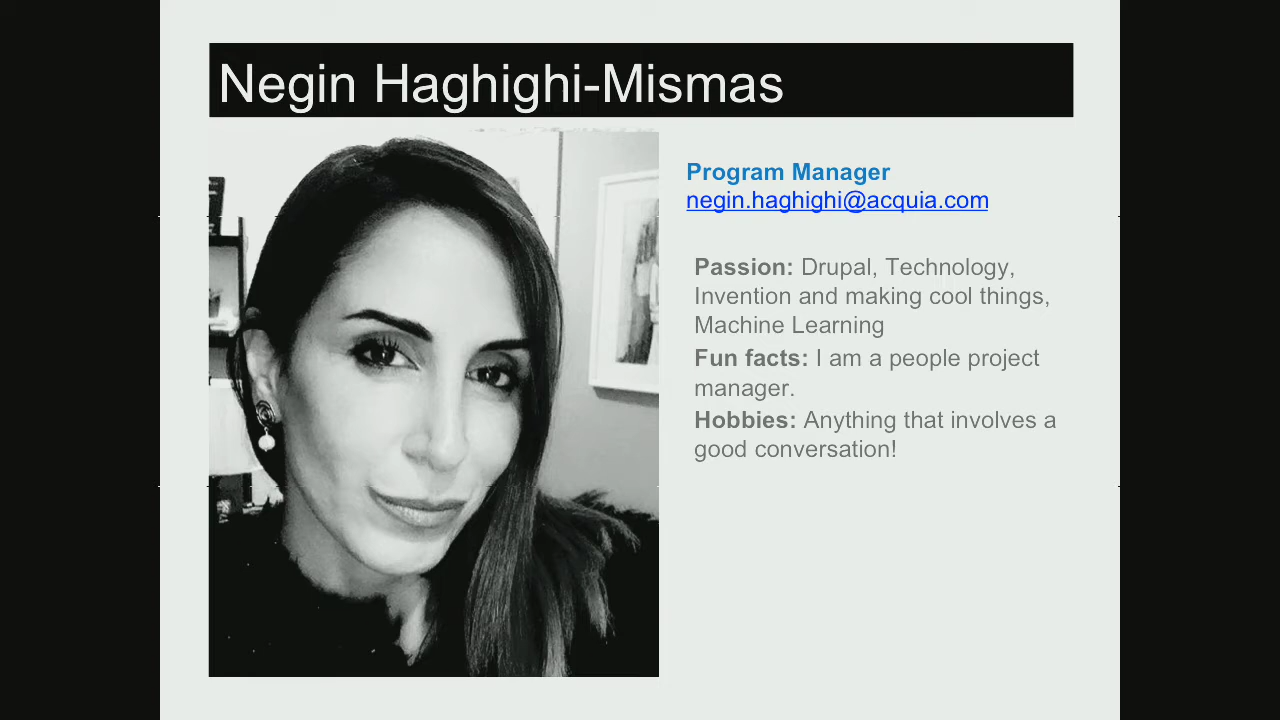 Negin Haghighi-Mismas
Program Manager
negin.haghighi@acquia.com
Passion: Drupal, Technology,
Invention and making cool things,
Machine Learning
Fun facts: I am a people project
manager.
Hobbies: Anything that involves a
good conversation!